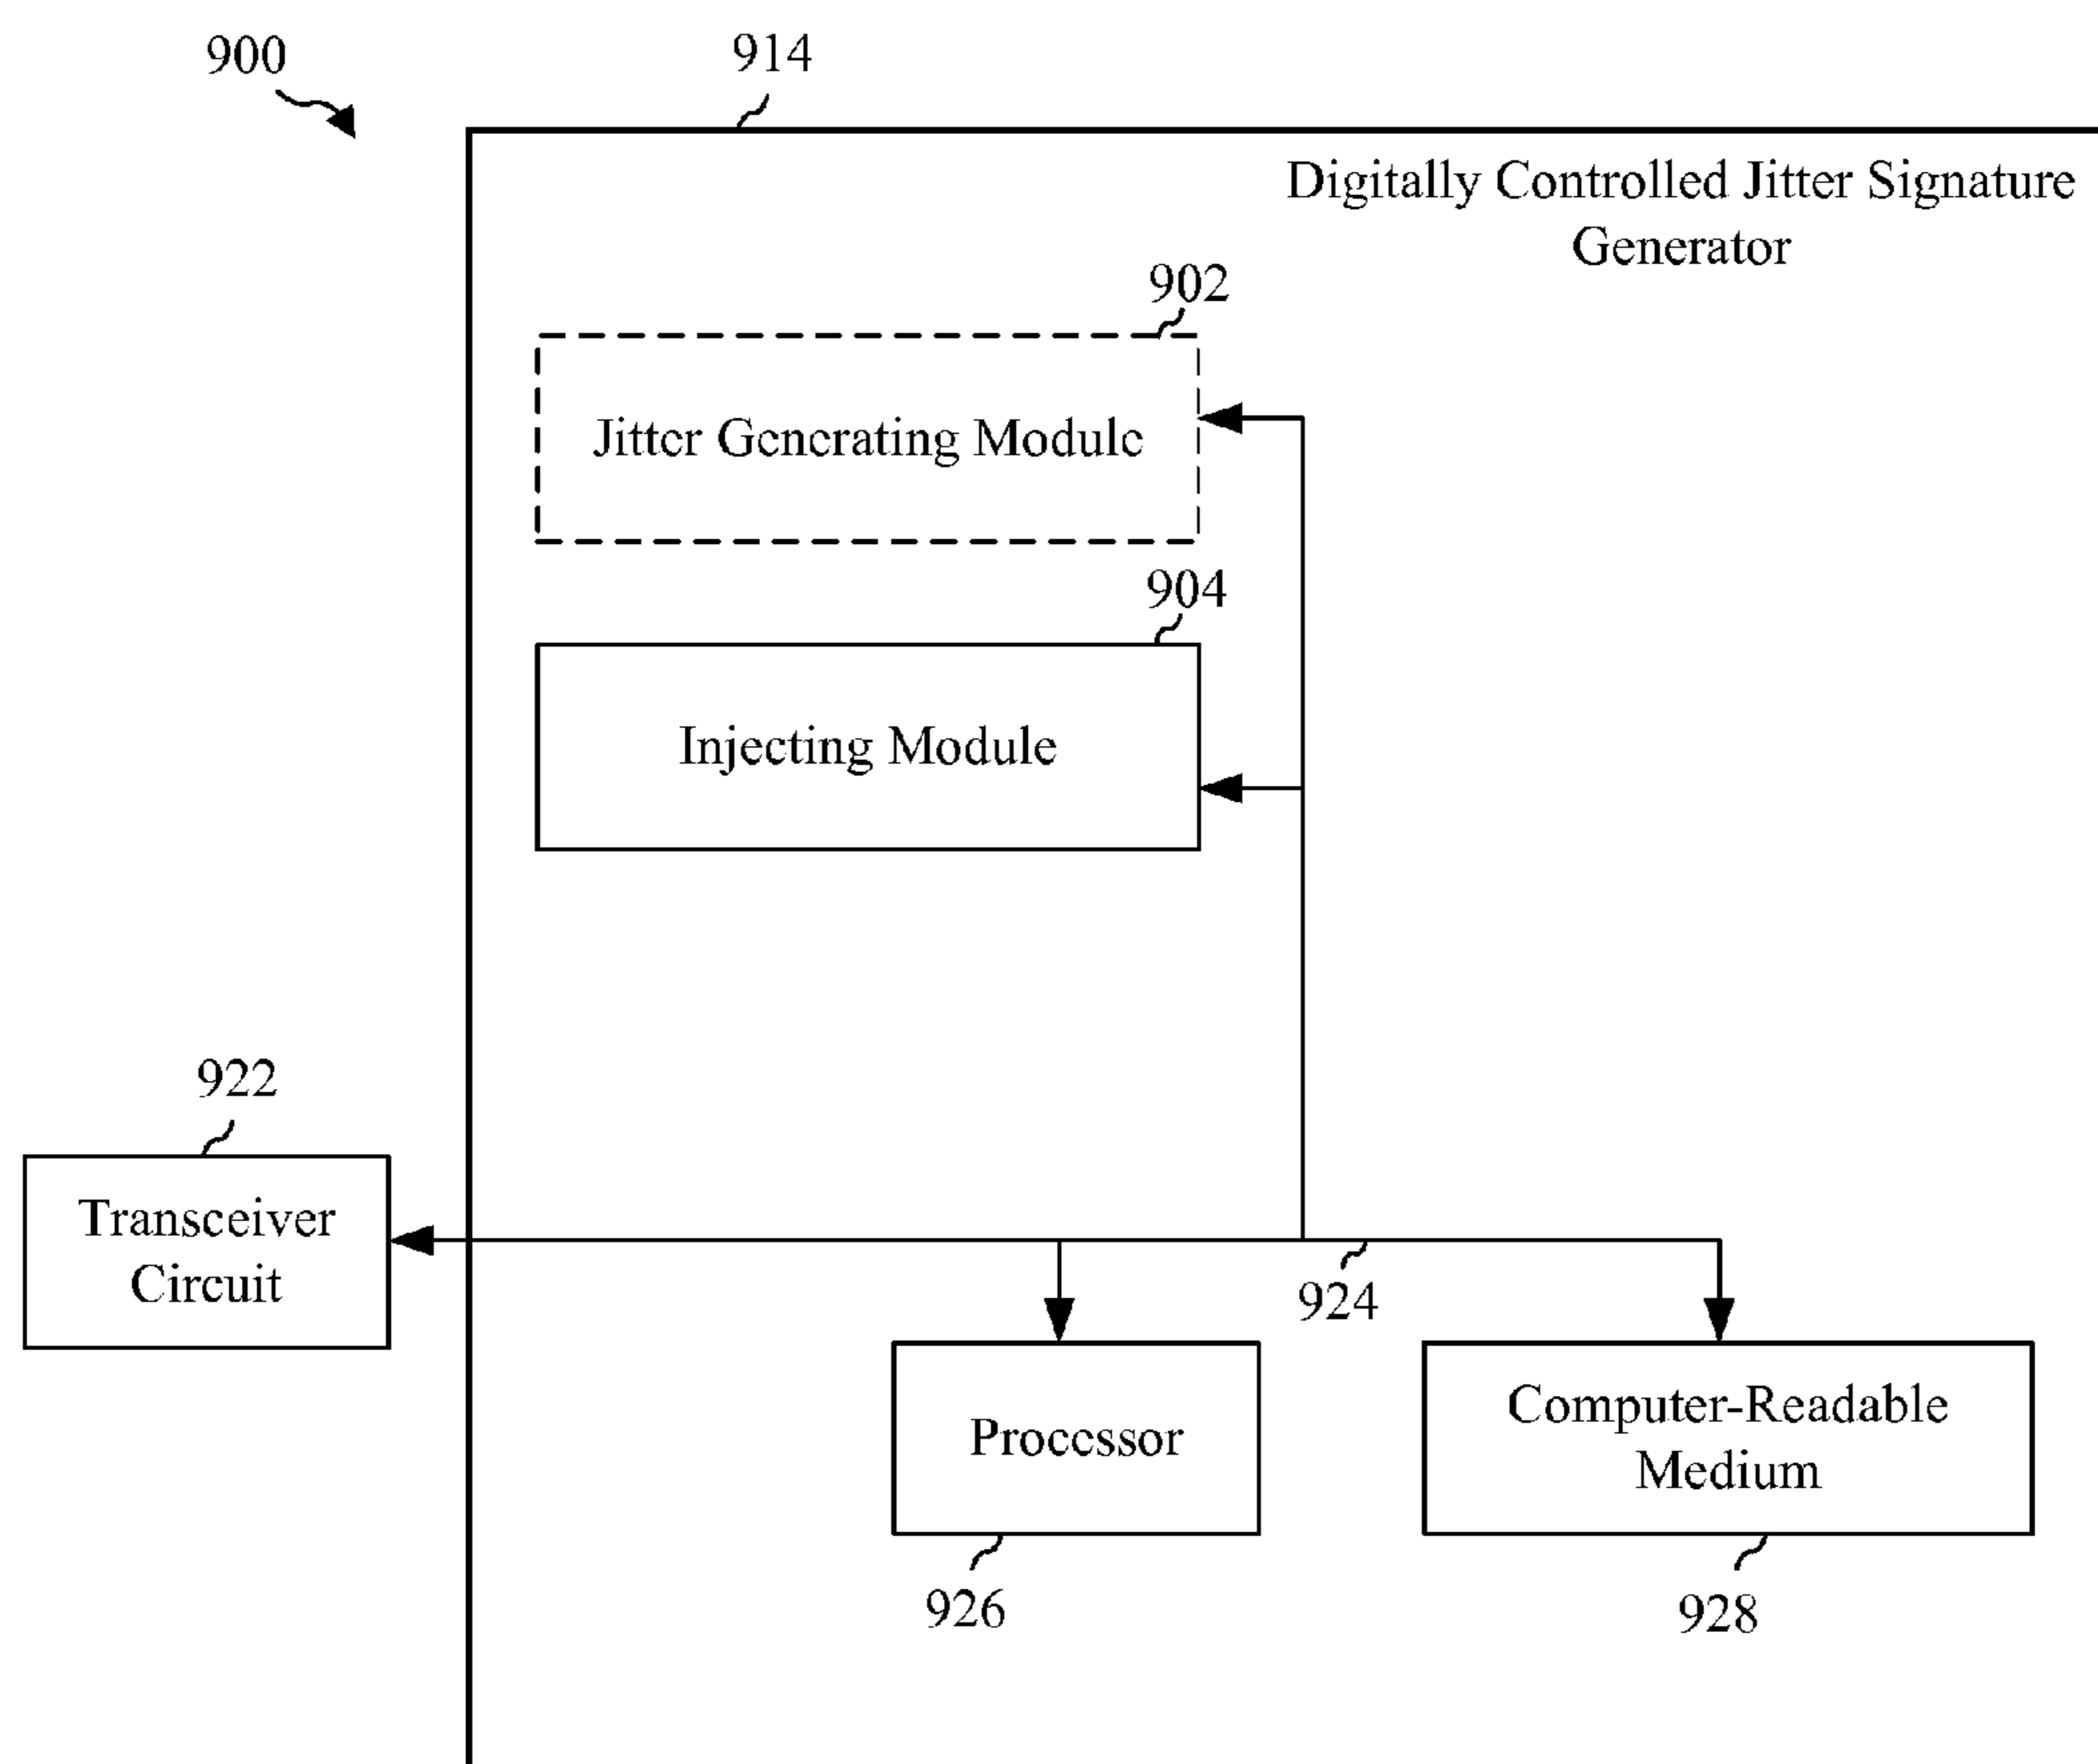 900
914
Digitally Controlled Jitter Signature
Generator
902
Jitter Generating Module
904
Injecting Module
922
Transceiver
Circuit
924
Processor
Computer-Readable
Medium
926
928